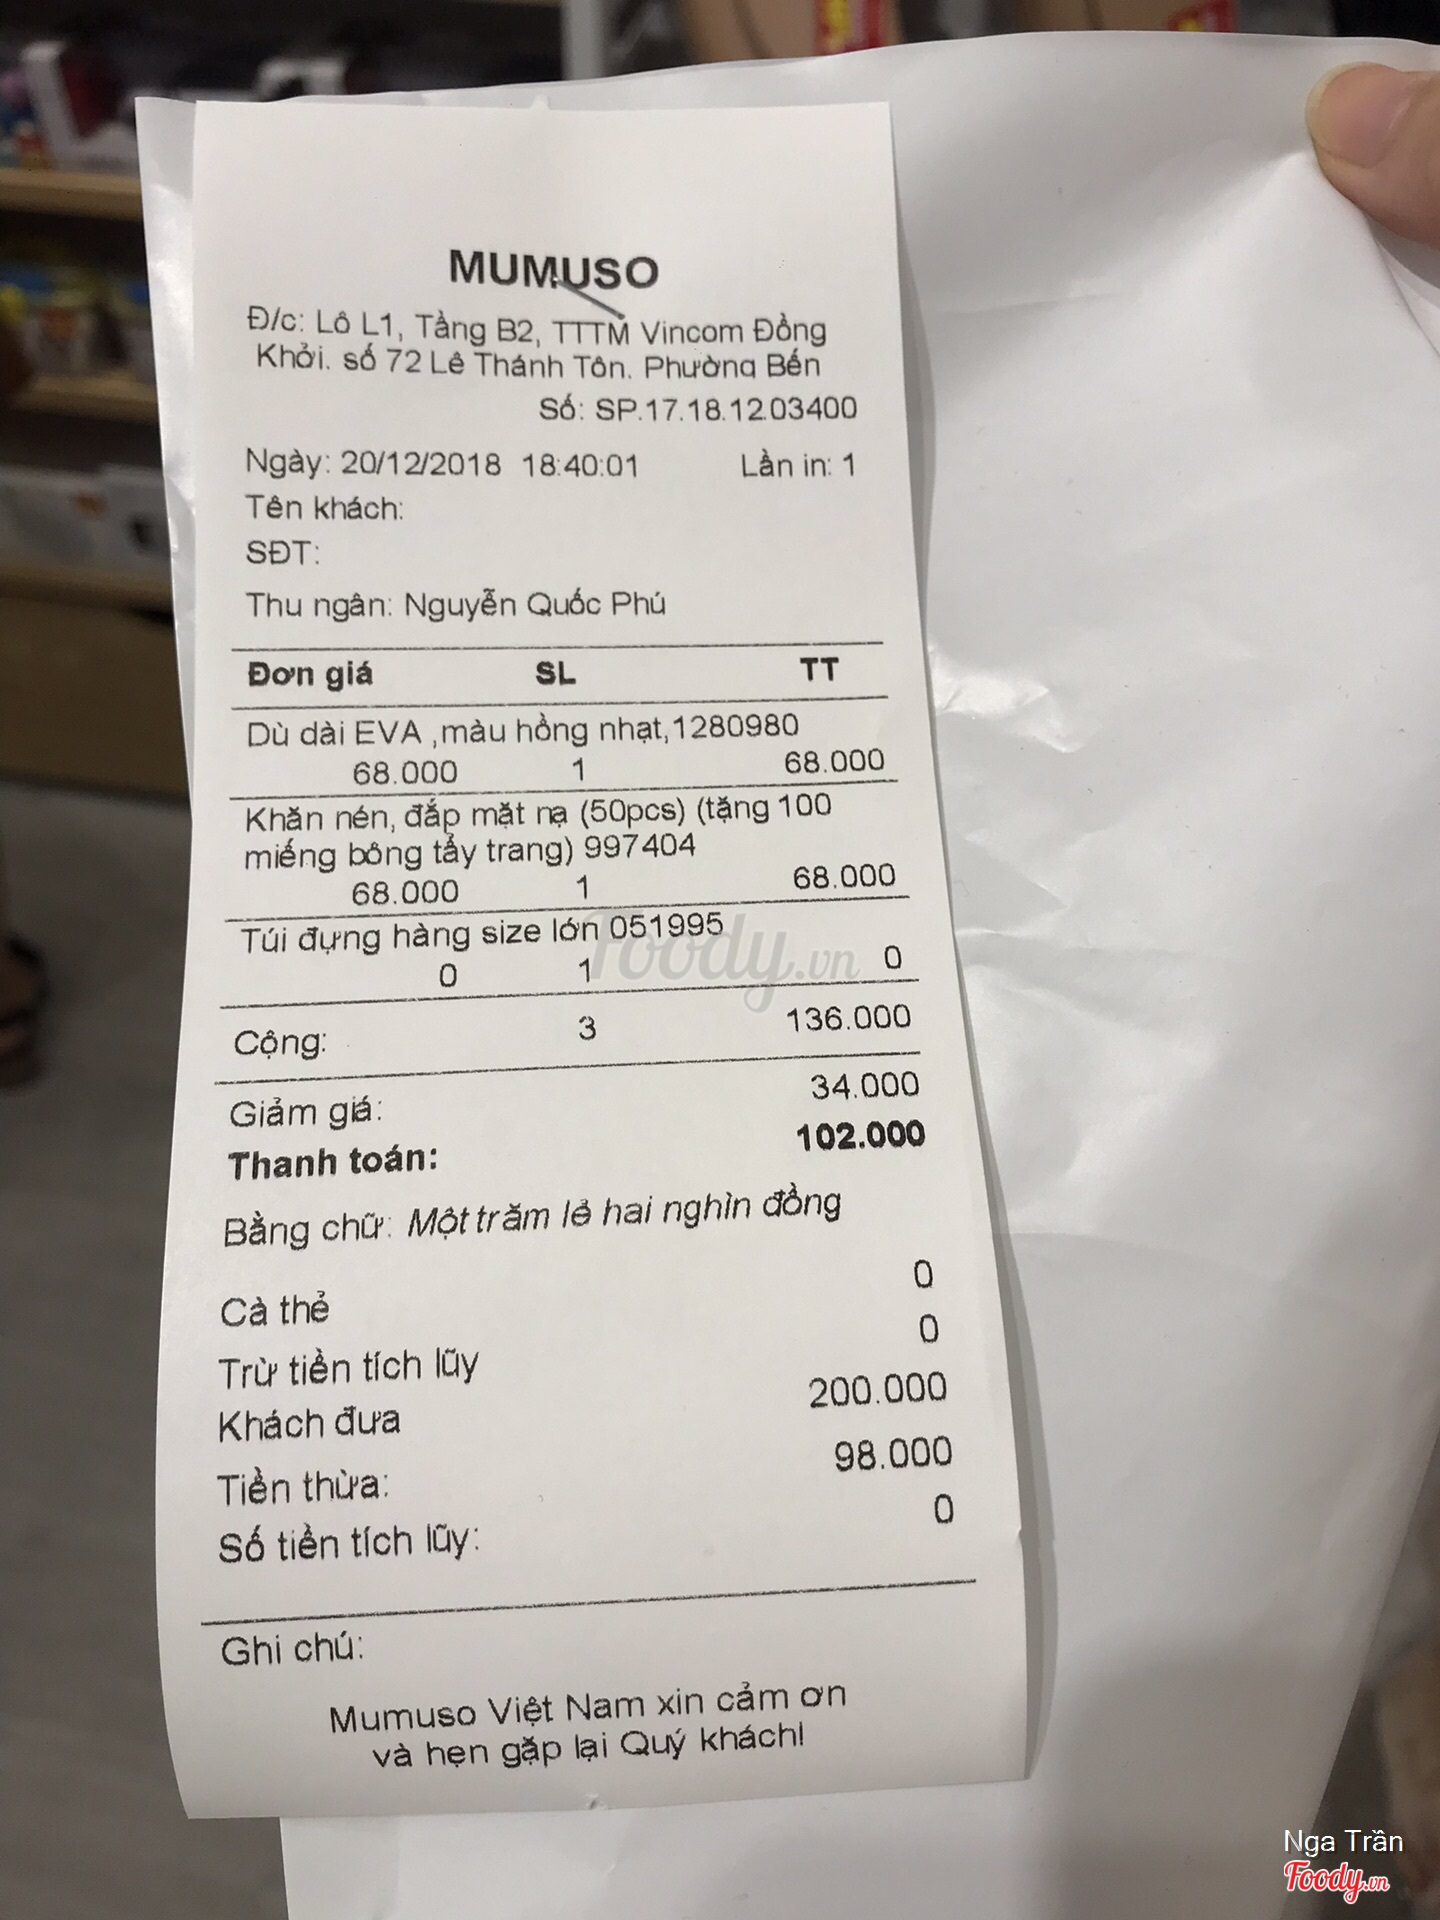 MUMUSO
Đ/c: Lô L1, Tầng B2, TTTM Vincom Đồng
Khởi. số 72 Lê Thánh Tôn. Phường Bến
Số: SP.17.18.12.03400
Ngày: 20/12/2018 18:40:01 Lần in: 1
Tên khách:
SĐT:
Thu ngân: Nguyễn Quốc Phú
Đơn giá SL TT
Dù dài EVA ,màu hồng nhạt,1280980
68.000 1 68.000
Khăn nén, đắp mặt nạ (50pcs) (tặng 100
miếng bông tẩy trang) 997404
68.000 1 68.000
Túi đựng hàng size lớn 051995
0 1 0
Cộng: 3 136.000
Giảm giá: 34.000
Thanh toán: 102.000
Bằng chữ: Một trăm lẻ hai nghìn đồng
Cà thẻ 0
Trừ tiền tích lũy 0
Khách đưa 200.000
Tiền thừa: 98.000
Số tiền tích lũy: 0
Ghi chú:
Mumuso Việt Nam xin cảm ơn
và hẹn gặp lại Quý khách!
Foody.vn
Nga Trần
Foody.vn